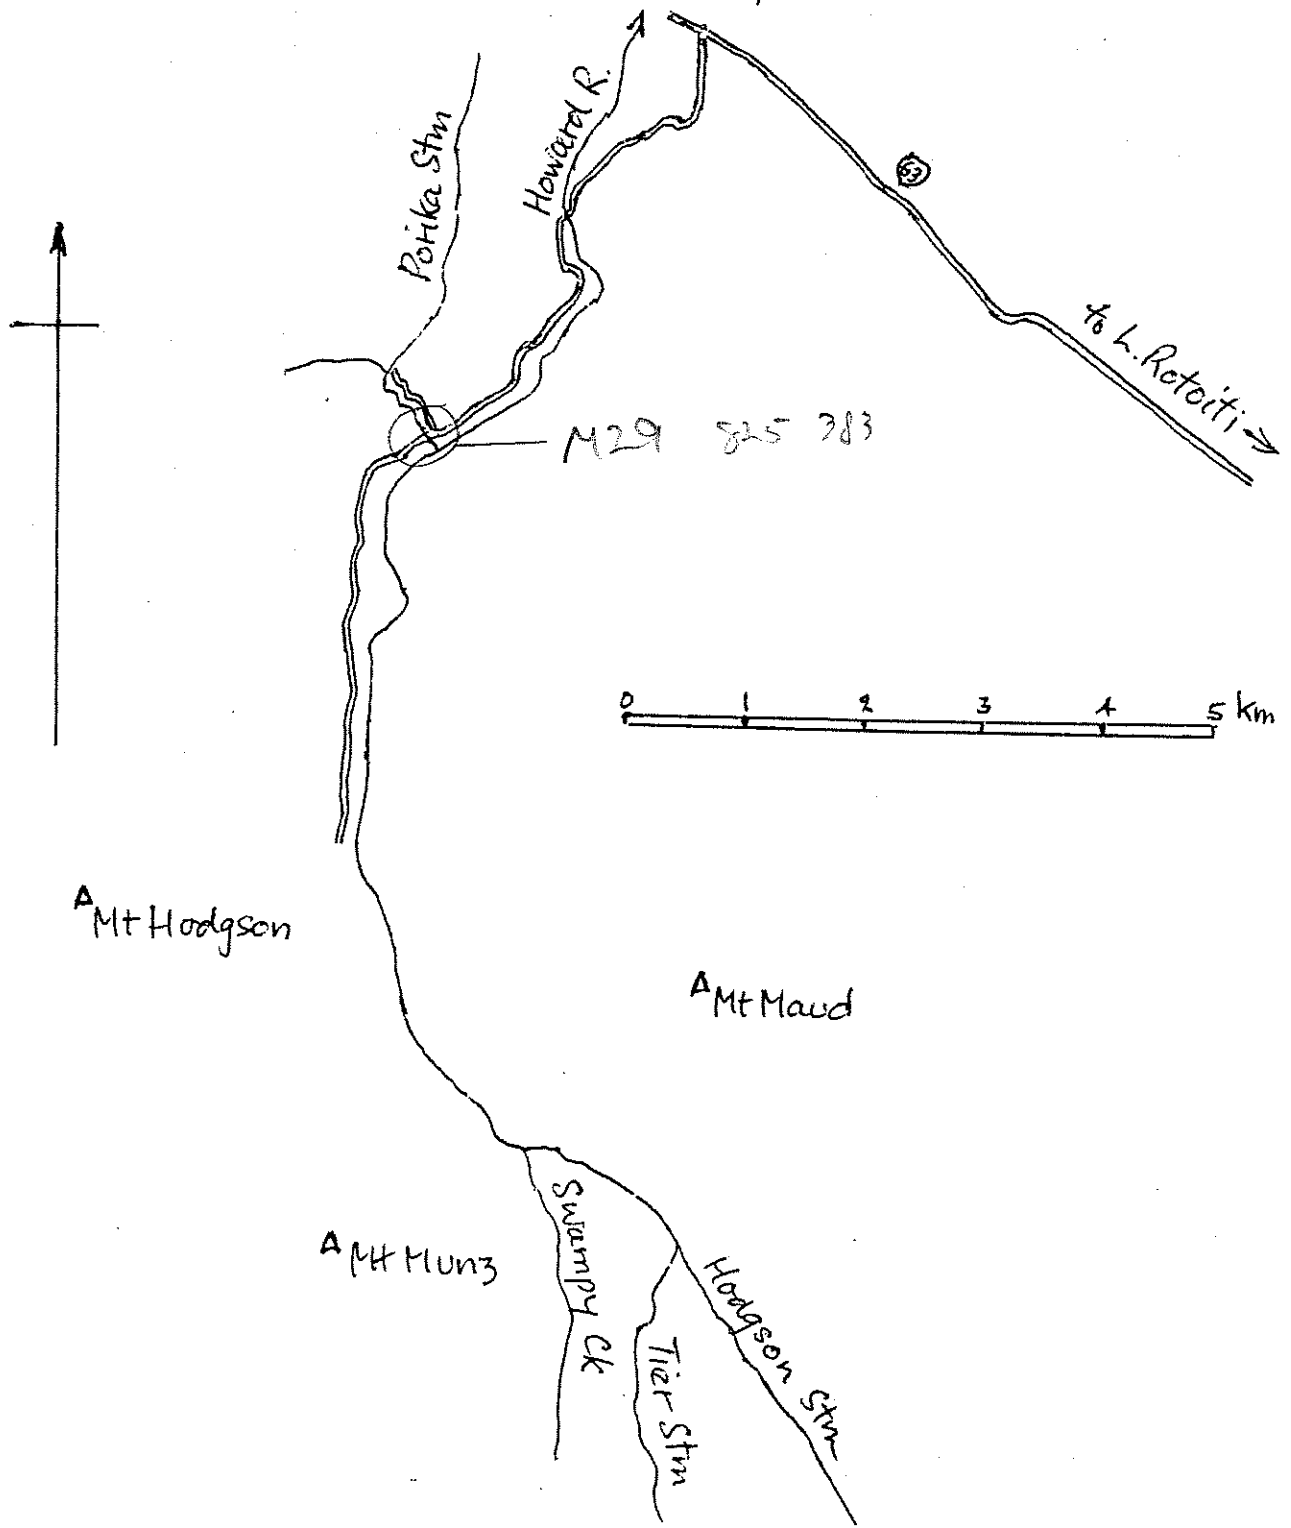 Howard R.
Porika Stm
63
to L. Rotoiti
M29 825 383
0 1 2 3 4 5 km
Mt Hodgson
Mt Maud
Swampy Ck
Mt Munz
Hodgson Stm
Tier Stm